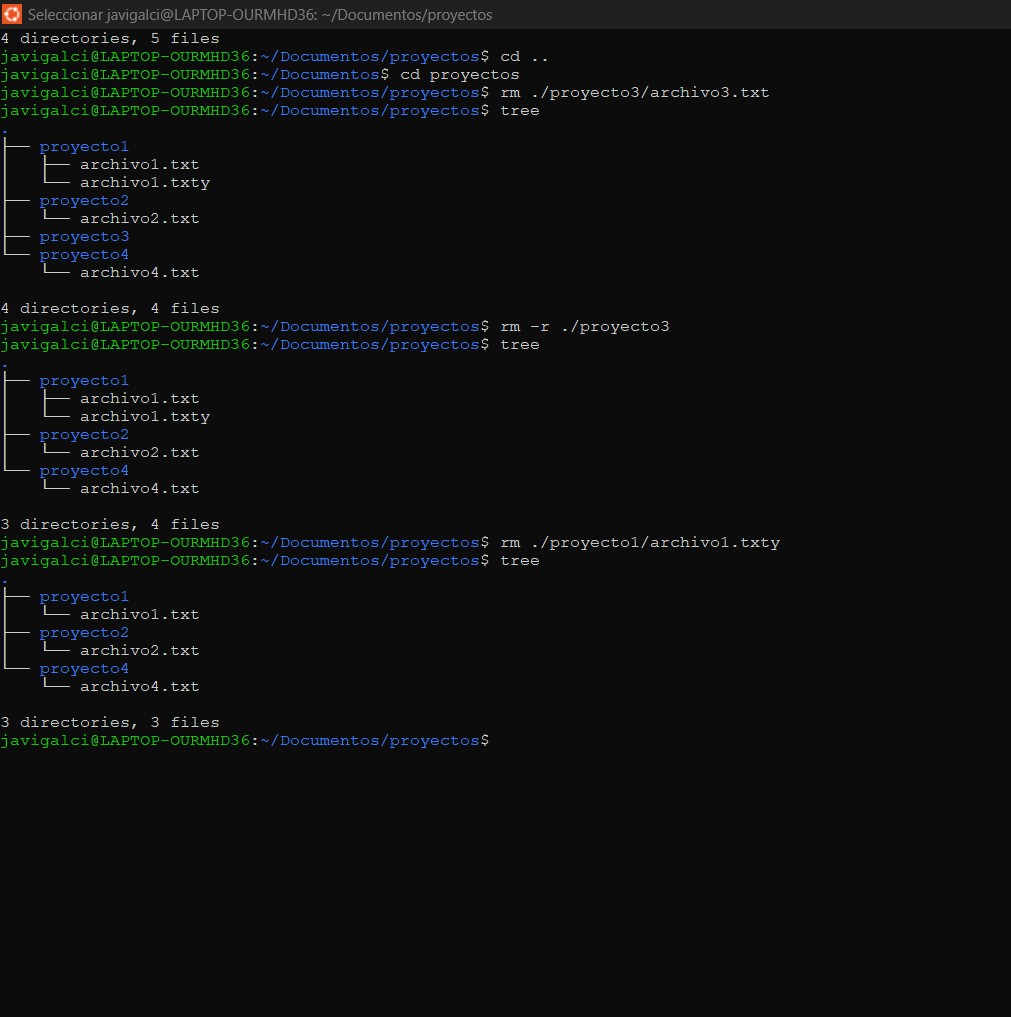 Seleccionar javigalci@LAPTOP-OURMHD36: ~/Documentos/proyectos
4 directories, 5 files
javigalci@LAPTOP-OURMHD36:~/Documentos/proyectos$ cd ..
javigalci@LAPTOP-OURMHD36:~/Documentos$ cd proyectos
javigalci@LAPTOP-OURMHD36:~/Documentos/proyectos$ rm ./proyecto3/archivo3.txt
javigalci@LAPTOP-OURMHD36:~/Documentos/proyectos$ tree
.
├── proyecto1
│   ├── archivo1.txt
│   └── archivo1.txty
├── proyecto2
│   └── archivo2.txt
├── proyecto3
└── proyecto4
    └── archivo4.txt
4 directories, 4 files
javigalci@LAPTOP-OURMHD36:~/Documentos/proyectos$ rm -r ./proyecto3
javigalci@LAPTOP-OURMHD36:~/Documentos/proyectos$ tree
.
├── proyecto1
│   ├── archivo1.txt
│   └── archivo1.txty
├── proyecto2
│   └── archivo2.txt
└── proyecto4
    └── archivo4.txt
3 directories, 4 files
javigalci@LAPTOP-OURMHD36:~/Documentos/proyectos$ rm ./proyecto1/archivo1.txty
javigalci@LAPTOP-OURMHD36:~/Documentos/proyectos$ tree
.
├── proyecto1
│   └── archivo1.txt
├── proyecto2
│   └── archivo2.txt
└── proyecto4
    └── archivo4.txt
3 directories, 3 files
javigalci@LAPTOP-OURMHD36:~/Documentos/proyectos$